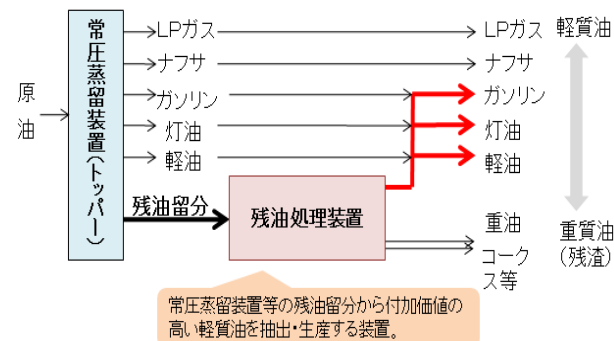 原油
常圧蒸留装置(トッパー)
LPガス
ナフサ
ガソリン
灯油
軽油
残油留分
残油処理装置
LPガス
ナフサ
ガソリン
灯油
軽油
重油
コーク
ス等
軽質油
重質油
(残渣)
常圧蒸留装置等の残油留分から付加価値の
高い軽質油を抽出・生産する装置。